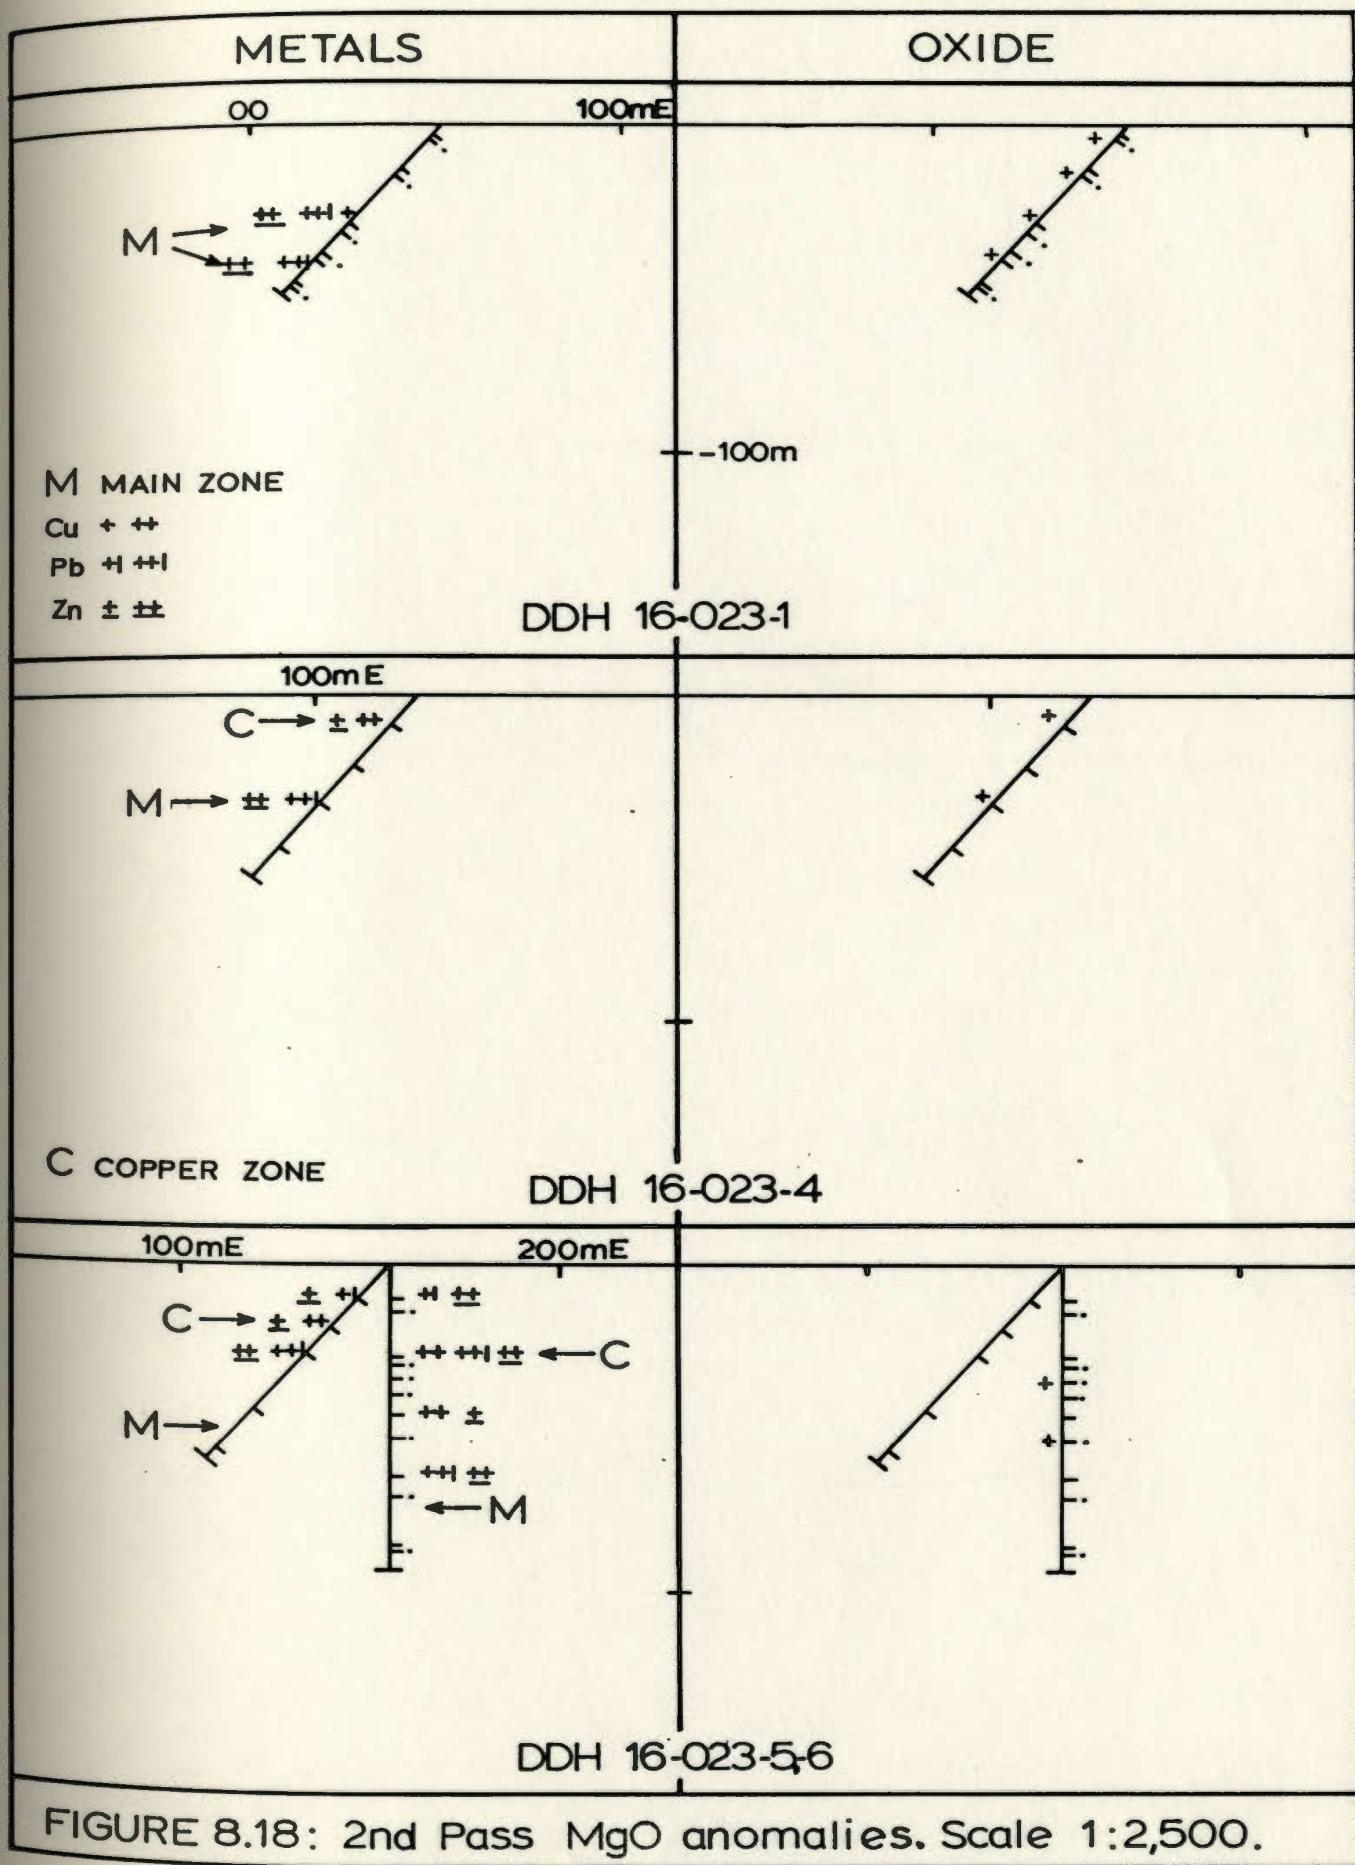 METALS OXIDE
00 100mE
M
-100m
M MAIN ZONE
Cu + ++
Pb +| ++|
Zn ± ±±
DDH 16-023-1
100mE
C
M
C COPPER ZONE
DDH 16-023-4
100mE 200mE
C
C
M
M
DDH 16-023-5,6
FIGURE 8.18: 2nd Pass MgO anomalies. Scale 1:2,500.